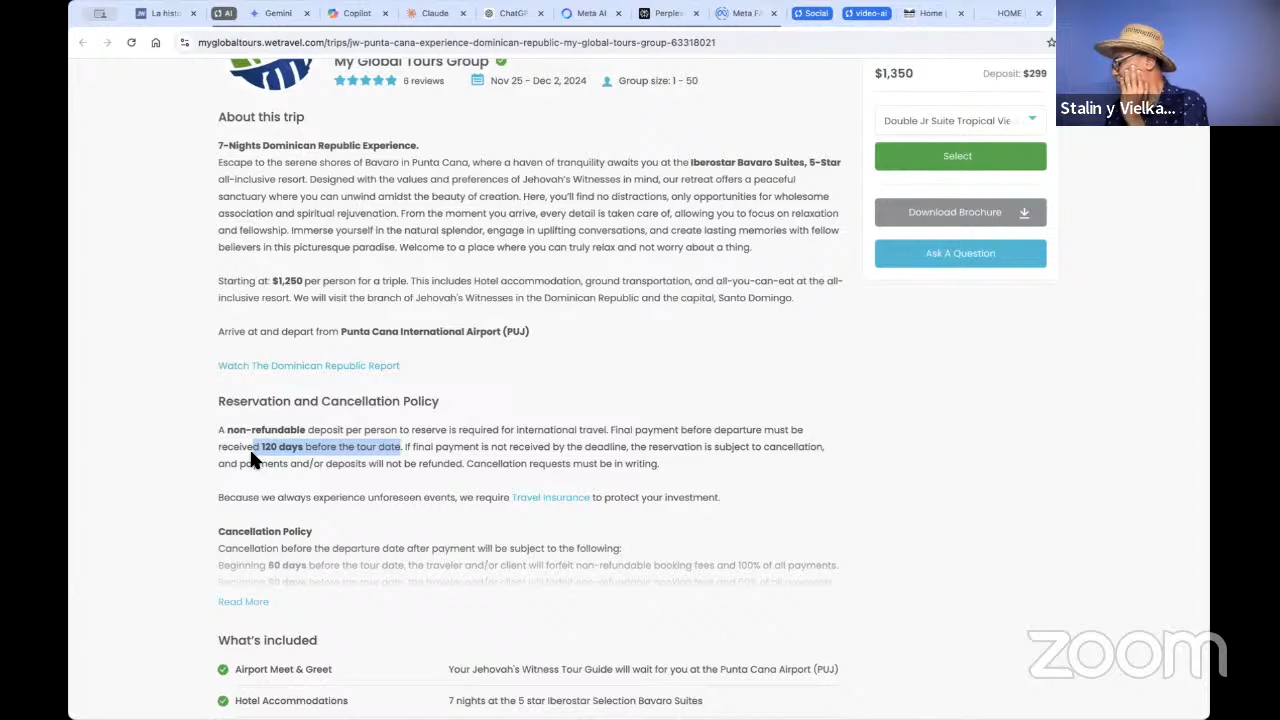 La histo
AI
Gemini
Copilot
Claude
ChatGF
Meta AI
Perplex
Meta FA
Social
video-ai
Home |
HOME
myglobaltours.wetravel.com/trips/jw-punta-cana-experience-dominican-republic-my-global-tours-group-63318021
Stalin y Vielka...
My Global Tours Group
6 reviews
Nov 25 - Dec 2, 2024
Group size: 1 - 50
$1,350
Deposit: $299
Double Jr Suite Tropical Vie
Select
Download Brochure
Ask A Question
About this trip
7-Nights Dominican Republic Experience.
Escape to the serene shores of Bavaro in Punta Cana, where a haven of tranquility awaits you at the Iberostar Bavaro Suites, 5-Star
all-inclusive resort. Designed with the values and preferences of Jehovah's Witnesses in mind, our retreat offers a peaceful
sanctuary where you can unwind amidst the beauty of creation. Here, you'll find no distractions, only opportunities for wholesome
association and spiritual rejuvenation. From the moment you arrive, every detail is taken care of, allowing you to focus on relaxation
and fellowship. Immerse yourself in the natural splendor, engage in uplifting conversations, and create lasting memories with fellow
believers in this picturesque paradise. Welcome to a place where you can truly relax and not worry about a thing.
Starting at: $1,250 per person for a triple. This includes Hotel accommodation, ground transportation, and all-you-can-eat at the all-
inclusive resort. We will visit the branch of Jehovah's Witnesses in the Dominican Republic and the capital, Santo Domingo.
Arrive at and depart from Punta Cana International Airport (PUJ)
Watch The Dominican Republic Report
Reservation and Cancellation Policy
A non-refundable deposit per person to reserve is required for international travel. Final payment before departure must be
received 120 days before the tour date. If final payment is not received by the deadline, the reservation is subject to cancellation,
and payments and/or deposits will not be refunded. Cancellation requests must be in writing.
Because we always experience unforeseen events, we require Travel Insurance to protect your investment.
Cancellation Policy
Cancellation before the departure date after payment will be subject to the following:
Beginning 60 days before the tour date, the traveler and/or client will forfeit non-refundable booking fees and 100% of all payments.
before the tour date, the traveler and/or client will forfeit non-refundable booking fees and
Read More
What's included
Airport Meet & Greet
Your Jehovah's Witness Tour Guide will wait for you at the Punta Cana Airport (PUJ)
Hotel Accommodations
7 nights at the 5 star Iberostar Selection Bavaro Suites
zoom